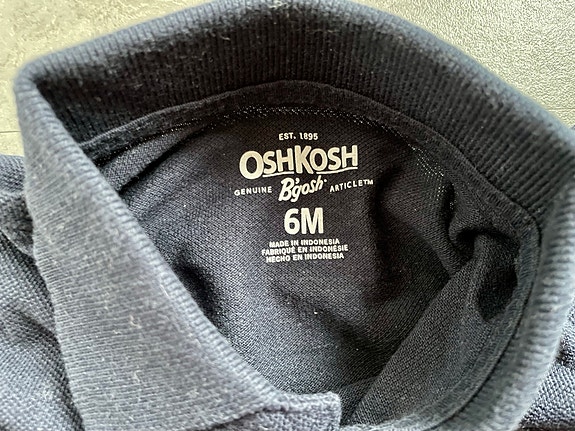 EST. 1895
OSHKOSH
GENUINE B'gosh ARTICLE™
6M
MADE IN INDONESIA
FABRIQUÉ EN INDONÉSIE
HECHO EN INDONESIA